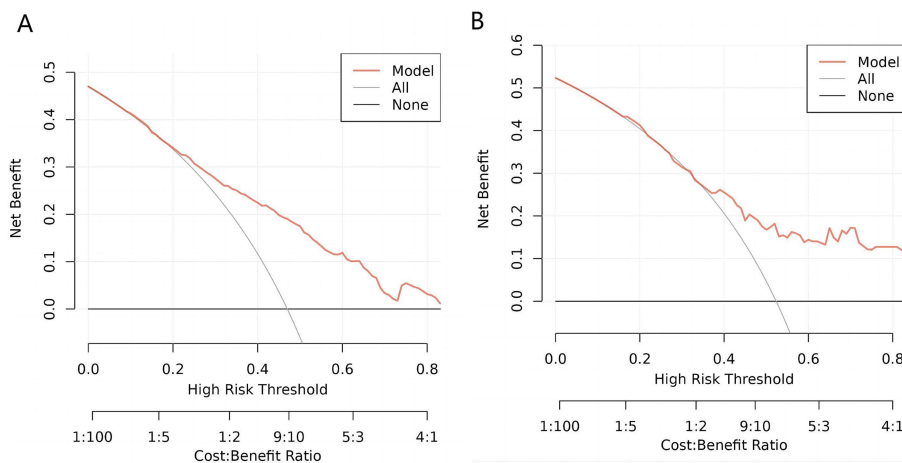 A
Model
All
None
0.5
0.4
0.3
0.2
0.1
0.0
Net Benefit
0.0 0.2 0.4 0.6 0.8
High Risk Threshold
1:100 1:5 1:2 9:10 5:3 4:1
Cost:Benefit Ratio
B
Model
All
None
0.6
0.5
0.4
0.3
0.2
0.1
0.0
Net Benefit
0.0 0.2 0.4 0.6 0.8
High Risk Threshold
1:100 1:5 1:2 9:10 5:3 4:1
Cost:Benefit Ratio